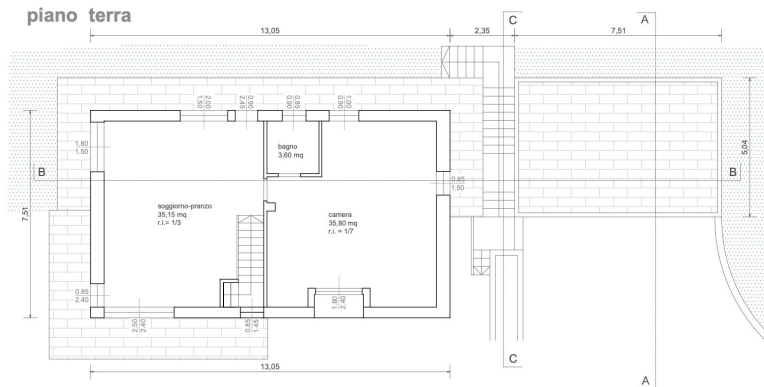 piano terra
13,05
2,35
C
A
7,51
1,50
2,00
2,45
0,90
0,90
0,85
0,90
1,00
bagno
3,60 mq
1,80
1,50
5,04
B
0,85
1,50
B
7,51
soggiorno-pranzo
35,15 mq
r.i.= 1/3
camera
35,80 mq
r.i. = 1/7
0,85
2,40
1,80
2,40
2,50
2,40
0,85
1,45
C
13,05
A